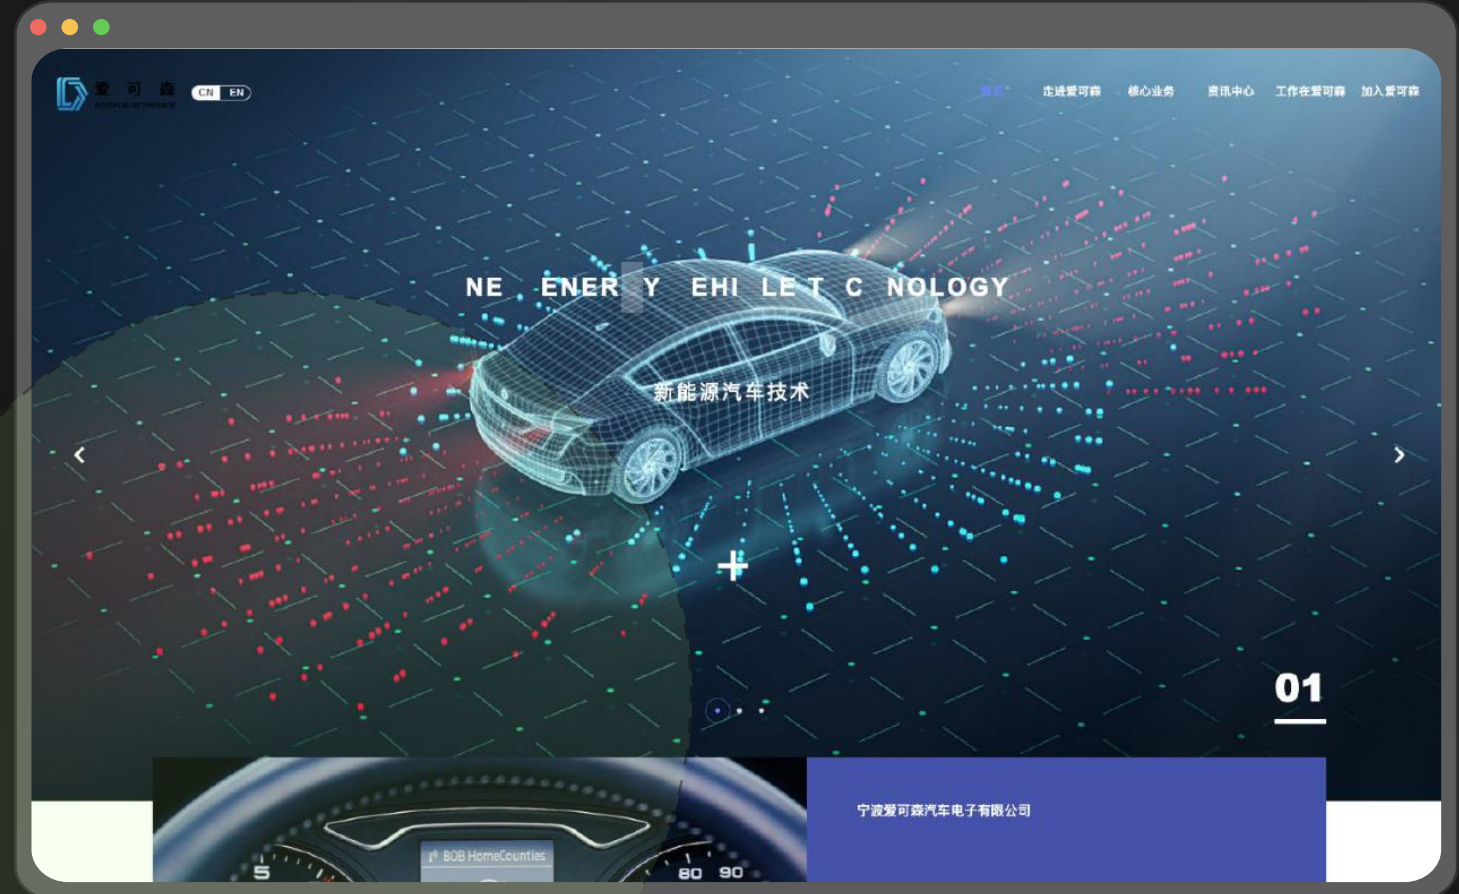 爱 可 森
CN EN
走进爱可森 核心业务 资讯中心 工作在爱可森 加入爱可森
NE ENER Y EHI LE T C NOLOGY
新能源汽车技术
01
宁波爱可森汽车电子有限公司
BOB HomeCounties
5 80 90